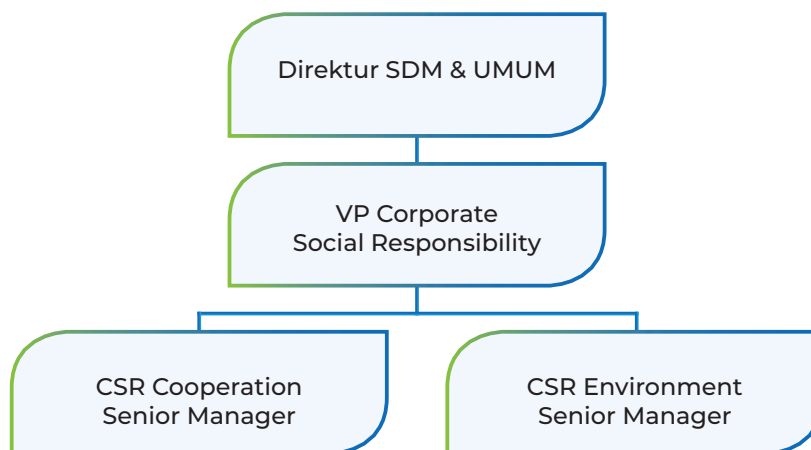 Direktur SDM & UMUM
VP Corporate
Social Responsibility
CSR Cooperation
Senior Manager
CSR Environment
Senior Manager